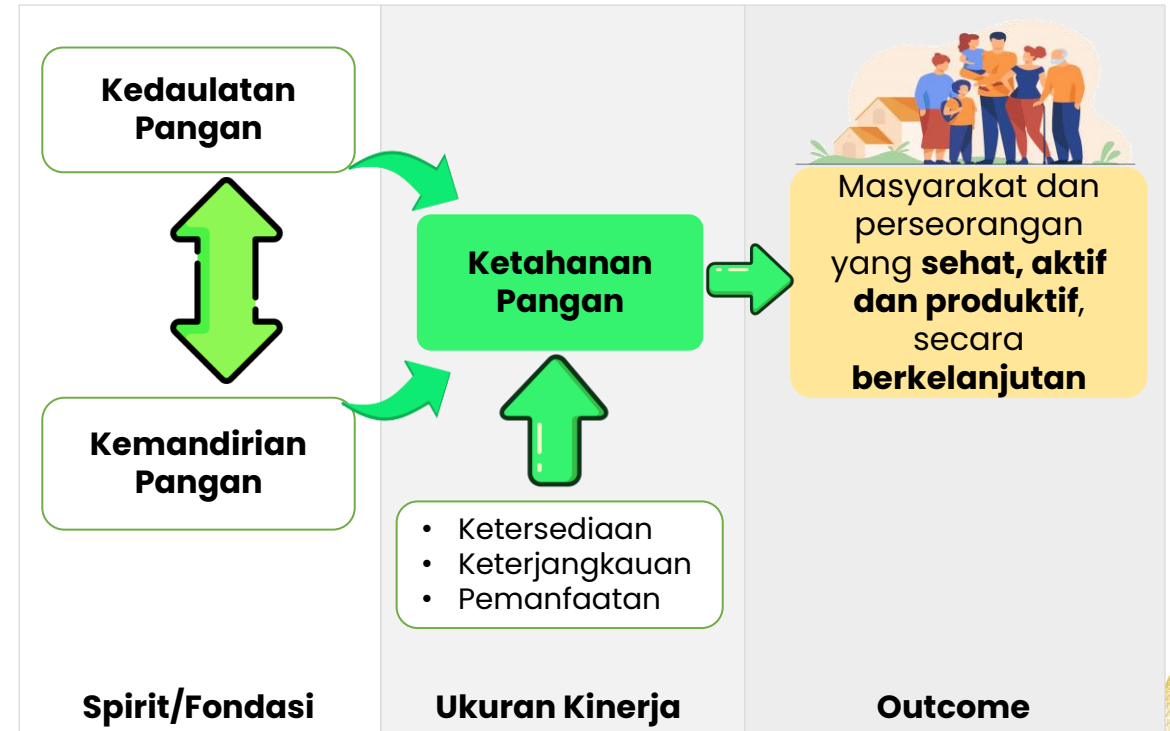 Kedaulatan
Pangan
Kemandirian
Pangan
Spirit/Fondasi
Ketahanan
Pangan
• Ketersediaan
• Keterjangkauan
• Pemanfaatan
Ukuran Kinerja
Masyarakat dan
perseorangan
yang sehat, aktif
dan produktif,
secara
berkelanjutan
Outcome